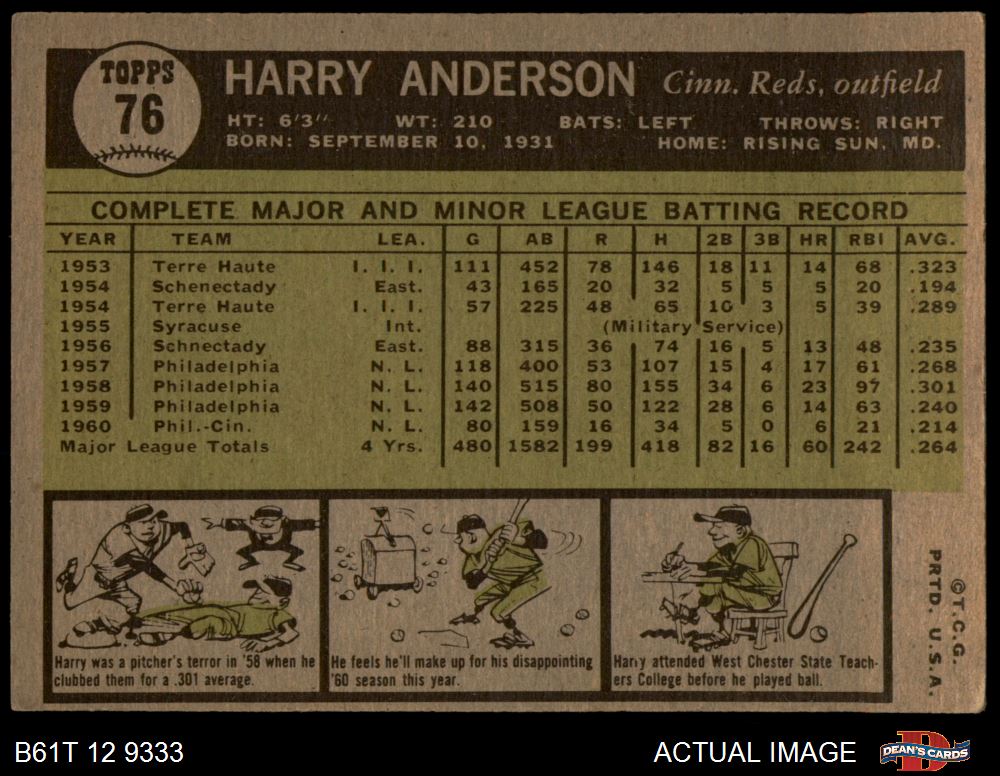 TOPPS
76
HARRY ANDERSON Cinn. Reds, outfield
HT: 6'3" WT: 210 BATS: LEFT THROWS: RIGHT
BORN: SEPTEMBER 10, 1931 HOME: RISING SUN, MD.
COMPLETE MAJOR AND MINOR LEAGUE BATTING RECORD
YEAR TEAM LEA. G AB R H 2B 3B HR RBI AVG.
1953 Terre Haute I. I. I. 111 452 78 146 18 11 14 68 .323
1954 Schenectady East. 43 165 20 32 5 5 5 20 .194
1954 Terre Haute I. I. I. 57 225 48 65 10 3 5 39 .289
1955 Syracuse Int. (Military Service)
1956 Schnectady East. 88 315 36 74 16 5 13 48 .235
1957 Philadelphia N. L. 118 400 53 107 15 4 17 61 .268
1958 Philadelphia N. L. 140 515 80 155 34 6 23 97 .301
1959 Philadelphia N. L. 142 508 50 122 28 6 14 63 .240
1960 Phil.-Cin. N. L. 80 159 16 34 5 0 6 21 .214
Major League Totals 4 Yrs. 480 1582 199 418 82 16 60 242 .264
Harry was a pitcher's terror in '58 when he
clubbed them for a .301 average.
He feels he'll make up for his disappointing
'60 season this year.
Harry attended West Chester State Teach-
ers College before he played ball.
©T.C.G.
PRTD. U.S.A.
B61T 12 9333 ACTUAL IMAGE
DEAN'S CARDS